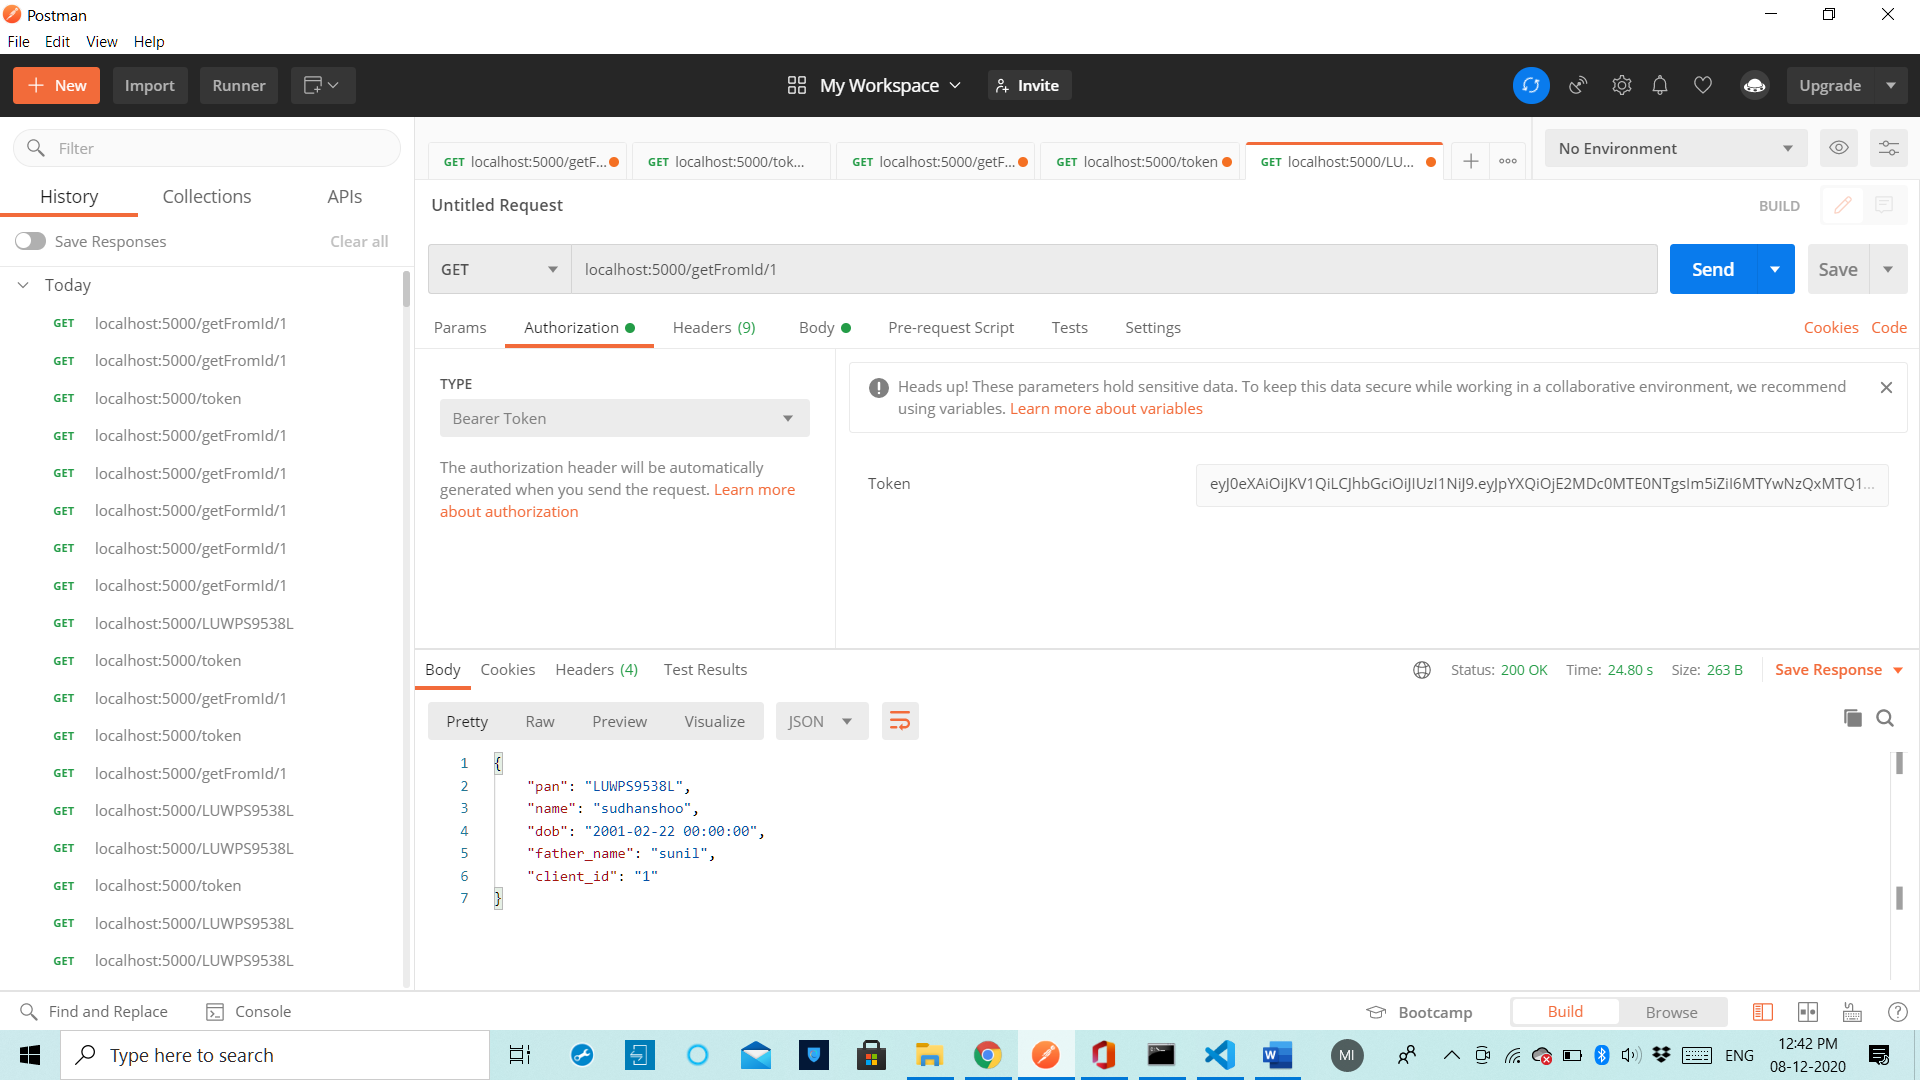 Postman
File Edit View Help
New Import Runner My Workspace Invite Upgrade
Filter
History Collections APIs
Save Responses Clear all
Today
GET localhost:5000/getFromId/1
GET localhost:5000/getFromId/1
GET localhost:5000/token
GET localhost:5000/getFromId/1
GET localhost:5000/getFromId/1
GET localhost:5000/getFromId/1
GET localhost:5000/getFormId/1
GET localhost:5000/getFormId/1
GET localhost:5000/LUWPS9538L
GET localhost:5000/token
GET localhost:5000/getFromId/1
GET localhost:5000/token
GET localhost:5000/getFromId/1
GET localhost:5000/LUWPS9538L
GET localhost:5000/LUWPS9538L
GET localhost:5000/token
GET localhost:5000/LUWPS9538L
GET localhost:5000/LUWPS9538L
GET localhost:5000/getF... GET localhost:5000/tok... GET localhost:5000/getF... GET localhost:5000/token GET localhost:5000/LU...
No Environment
Untitled Request BUILD
GET localhost:5000/getFromId/1 Send Save
Params Authorization Headers (9) Body Pre-request Script Tests Settings Cookies Code
TYPE
Bearer Token
The authorization header will be automatically
generated when you send the request. Learn more
about authorization
Heads up! These parameters hold sensitive data. To keep this data secure while working in a collaborative environment, we recommend
using variables. Learn more about variables
Token eyJ0eXAiOiJKV1QiLCJhbGciOiJIUzI1NiJ9.eyJpYXQiOjE2MDc0MTE0NTgsIm5iZiI6MTYwNzQxMTQ1...
Body Cookies Headers (4) Test Results Status: 200 OK Time: 24.80 s Size: 263 B Save Response
Pretty Raw Preview Visualize JSON
1 {
2 "pan": "LUWPS9538L",
3 "name": "sudhanshoo",
4 "dob": "2001-02-22 00:00:00",
5 "father_name": "sunil",
6 "client_id": "1"
7 }
Find and Replace Console Bootcamp Build Browse
Type here to search MI ENG 12:42 PM
08-12-2020